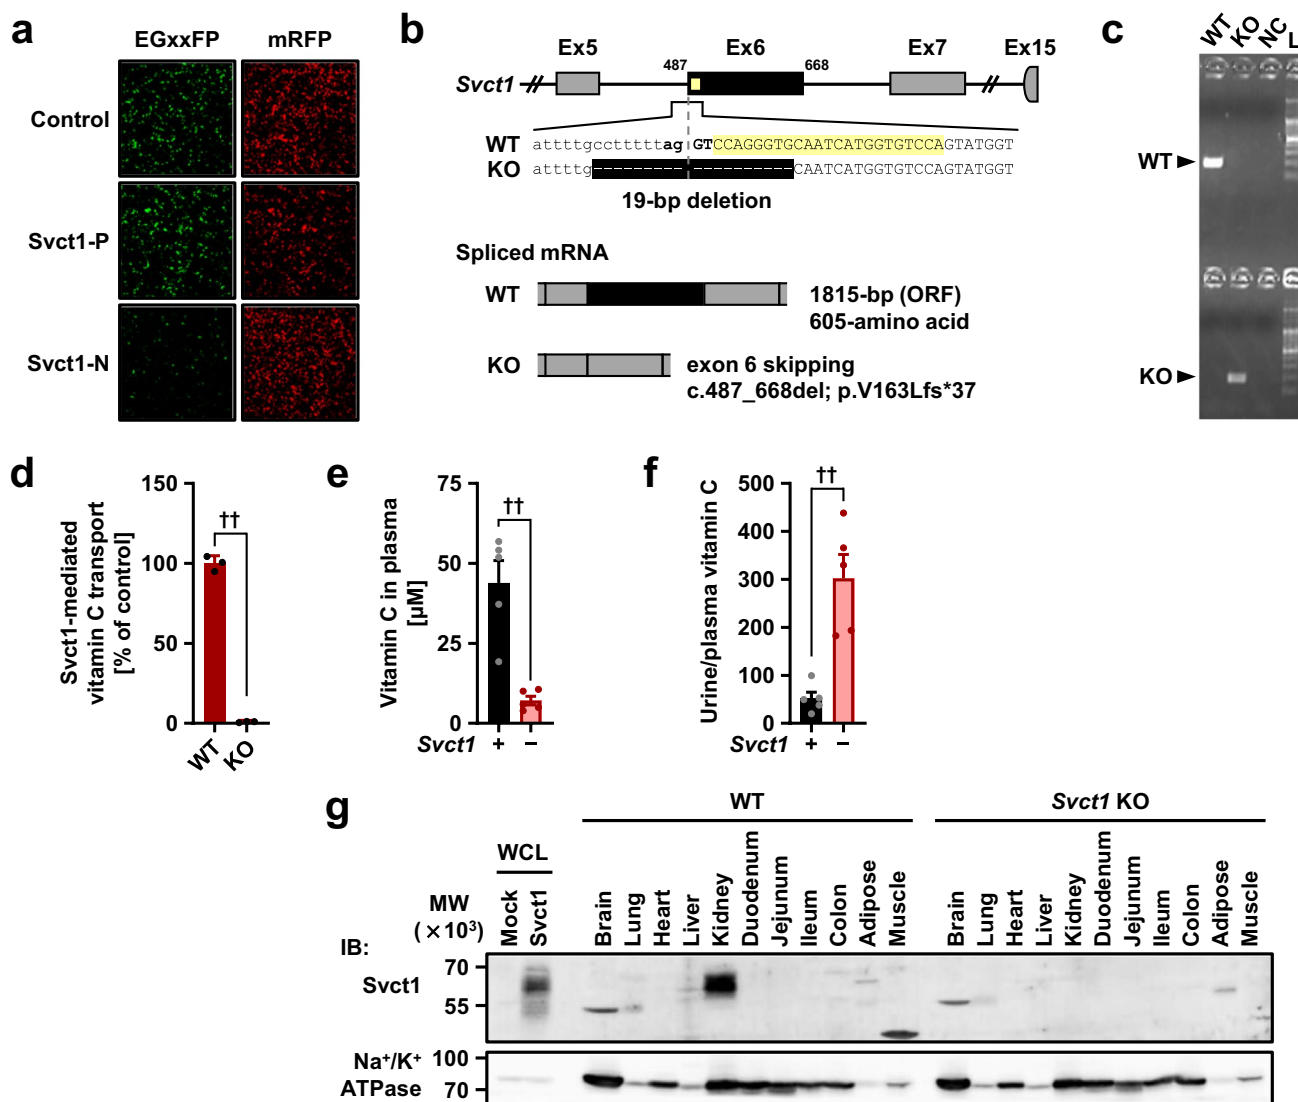 a
EGxxFP mRFP
Control
Svct1-P
Svct1-N
b
Ex5 Ex6 Ex7 Ex15
487 668
Svct1
WT attttgcctttttag GTCCAGGGTGCAATCATGGTGTCCAGTATGGT
KO attttg-------------------CAATCATGGTGTCCAGTATGGT
19-bp deletion
Spliced mRNA
WT
1815-bp (ORF)
605-amino acid
KO
exon 6 skipping
c.487_668del; p.V163Lfs*37
c
WT KO NC L
WT
KO
d
Svct1-mediated
vitamin C transport
[% of control]
150
100
50
0
††
WT KO
e
Vitamin C in plasma
[µM]
75
50
25
0
††
Svct1 + −
f
Urine/plasma vitamin C
500
400
300
200
100
0
††
Svct1 + −
g
WT Svct1 KO
WCL
MW
(×10³)
Mock Svct1 Brain Lung Heart Liver Kidney Duodenum Jejunum Ileum Colon Adipose Muscle Brain Lung Heart Liver Kidney Duodenum Jejunum Ileum Colon Adipose Muscle
IB:
Svct1
70
55
Na⁺/K⁺
ATPase
100
70